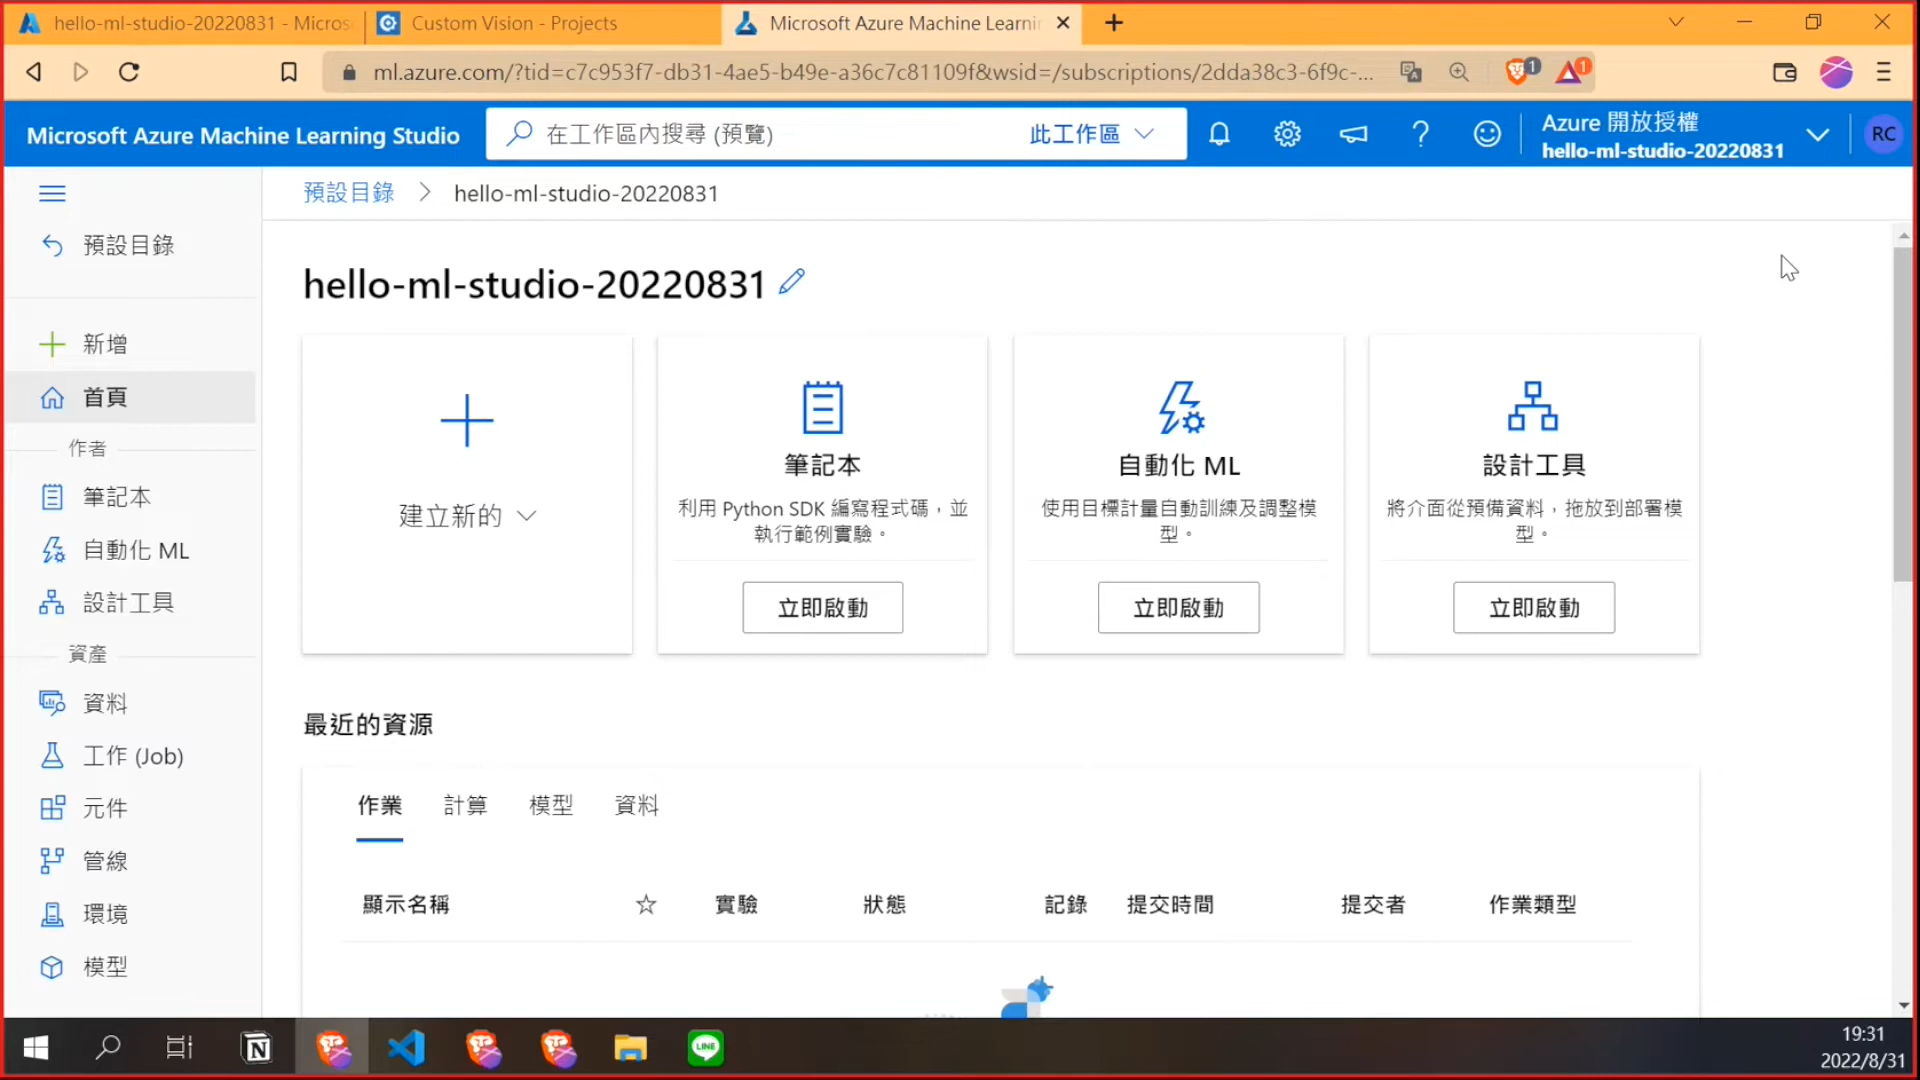 hello-ml-studio-20220831 - Micros
Custom Vision - Projects
Microsoft Azure Machine Learnin
ml.azure.com/?tid=c7c953f7-db31-4ae5-b49e-a36c7c81109f&wsid=/subscriptions/2dda38c3-6f9c-...
1
1
Microsoft Azure Machine Learning Studio
在工作區內搜尋 (預覽)
此工作區
Azure 開放授權
hello-ml-studio-20220831
RC
預設目錄
hello-ml-studio-20220831
預設目錄
新增
首頁
作者
筆記本
自動化 ML
設計工具
資產
資料
工作 (Job)
元件
管線
環境
模型
hello-ml-studio-20220831
建立新的
筆記本
利用 Python SDK 編寫程式碼，並
執行範例實驗。
立即啟動
自動化 ML
使用目標計量自動訓練及調整模
型。
立即啟動
設計工具
將介面從預備資料，拖放到部署模
型。
立即啟動
最近的資源
作業 計算 模型 資料
顯示名稱 實驗 狀態 記錄 提交時間 提交者 作業類型
LINE
19:31
2022/8/31